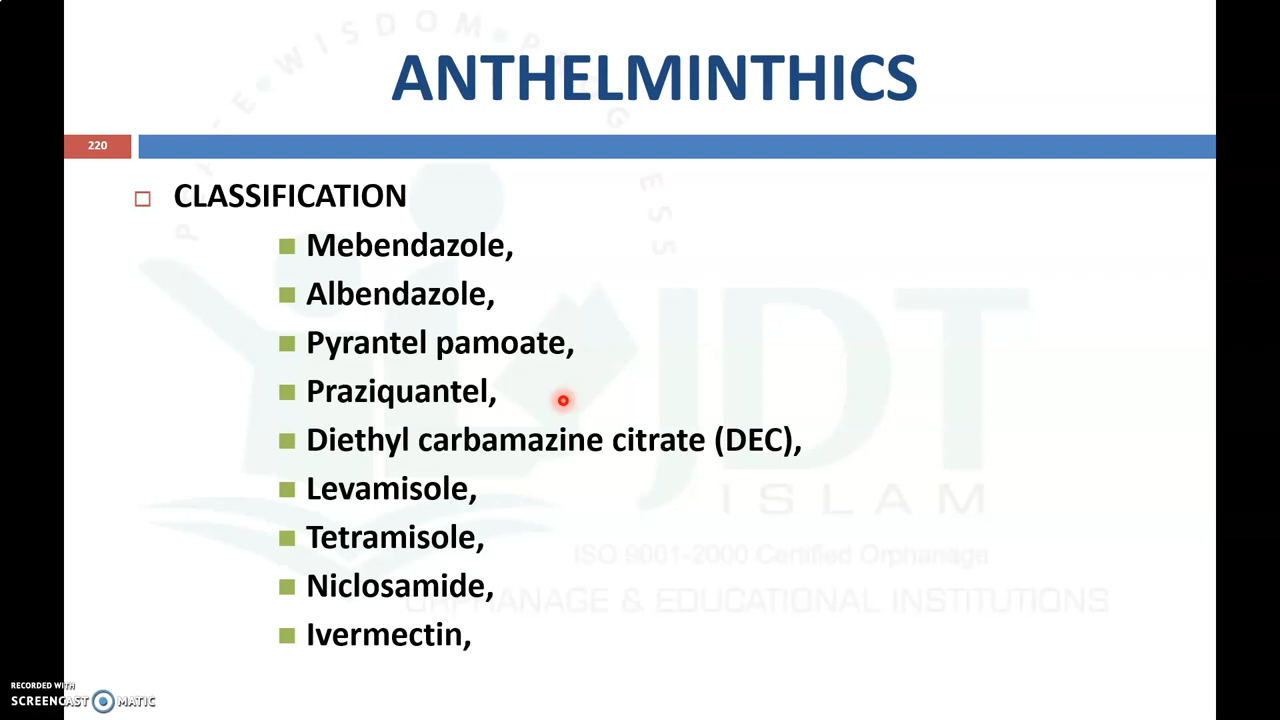 ANTHELMINTHICS
220
CLASSIFICATION
Mebendazole,
Albendazole,
Pyrantel pamoate,
Praziquantel,
Diethyl carbamazine citrate (DEC),
Levamisole,
Tetramisole,
Niclosamide,
Ivermectin,
JDT
ISLAM
ISO 9001-2000 Certified Orphanage
ORPHANAGE & EDUCATIONAL INSTITUTIONS
RECORDED WITH
SCREENCAST MATIC